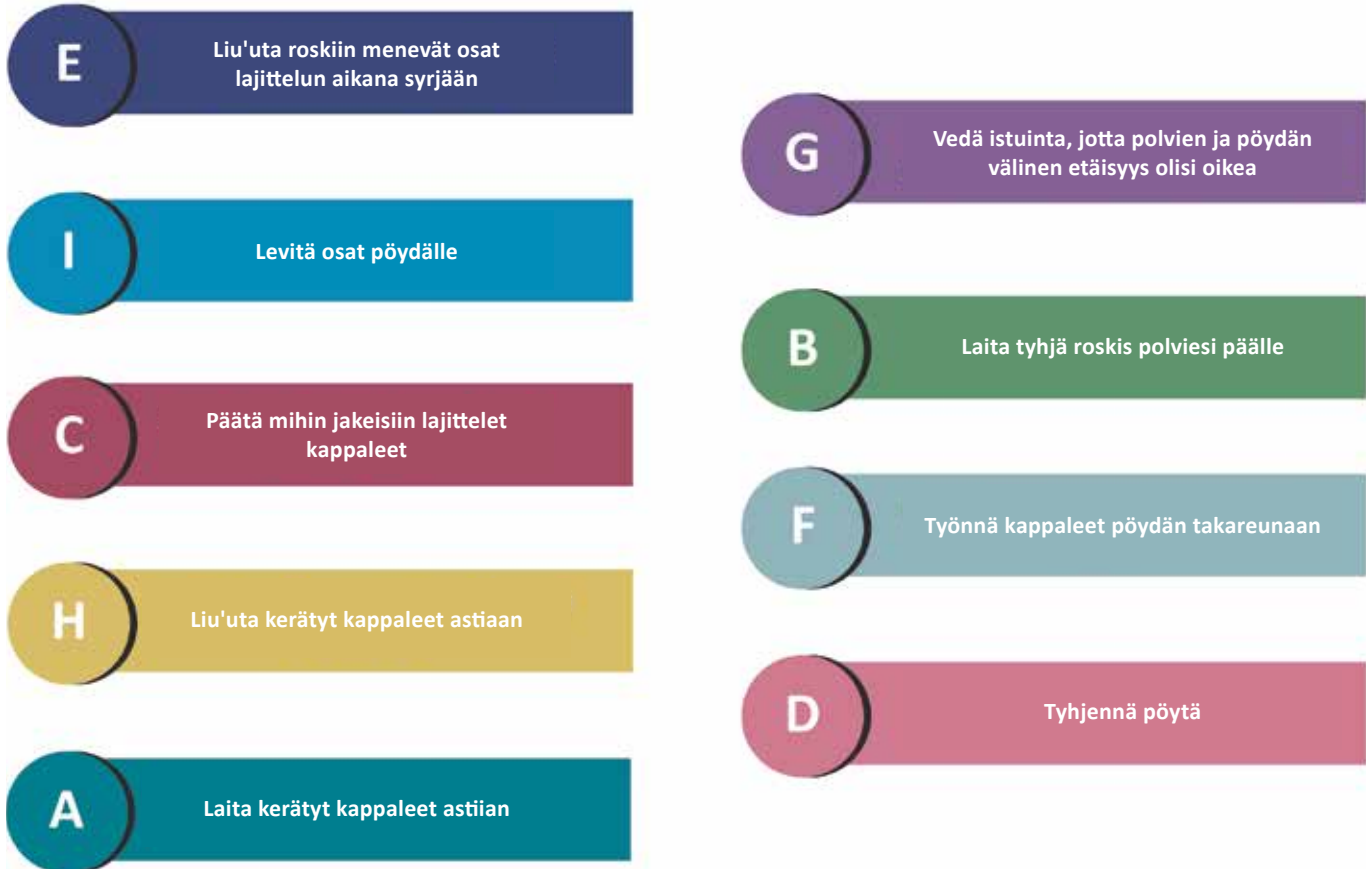 E
Liu'uta roskiin menevät osat
lajittelun aikana syrjään
I
Levitä osat pöydälle
C
Päätä mihin jakeisiin lajittelet
kappaleet
H
Liu'uta kerätyt kappaleet astiaan
A
Laita kerätyt kappaleet astiian
G
Vedä istuinta, jotta polvien ja pöydän
välinen etäisyys olisi oikea
B
Laita tyhjä roskis polviesi päälle
F
Työnnä kappaleet pöydän takareunaan
D
Tyhjennä pöytä